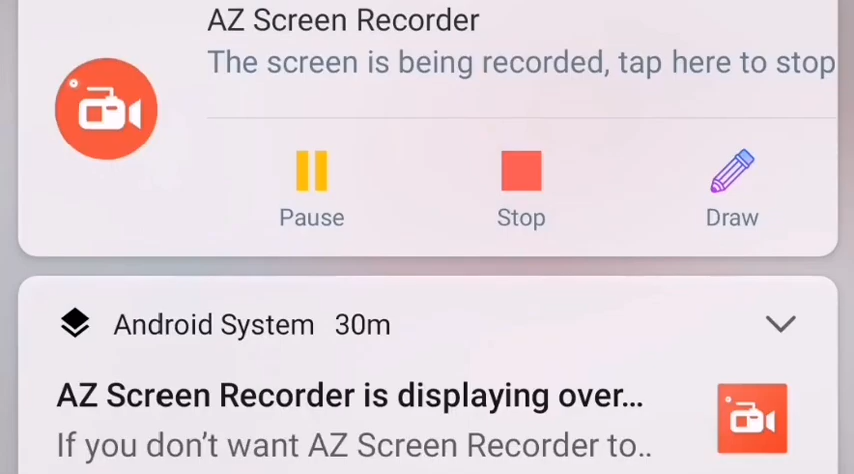 AZ Screen Recorder
The screen is being recorded, tap here to stop
Pause Stop Draw
Android System 30m
AZ Screen Recorder is displaying over...
If you don't want AZ Screen Recorder to..